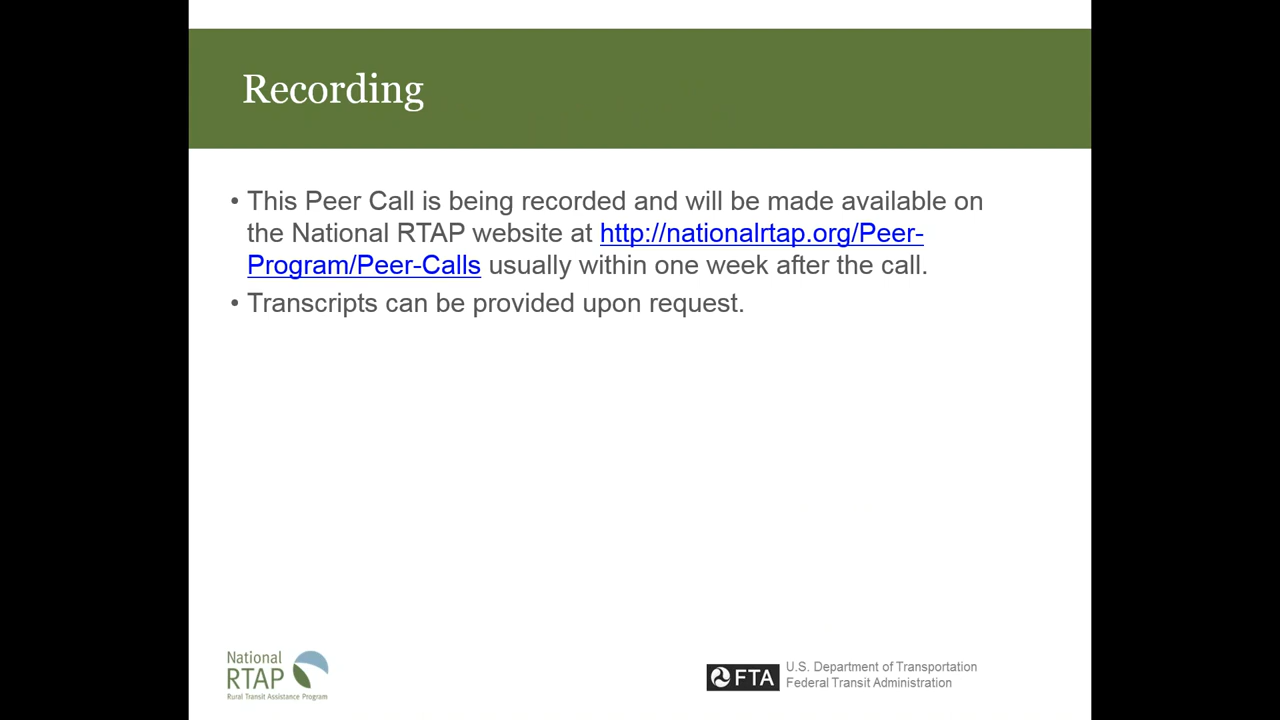 Recording
• This Peer Call is being recorded and will be made available on
the National RTAP website at http://nationalrtap.org/Peer-
Program/Peer-Calls usually within one week after the call.
• Transcripts can be provided upon request.
National
RTAP
Rural Transit Assistance Program
FTA
U.S. Department of Transportation
Federal Transit Administration